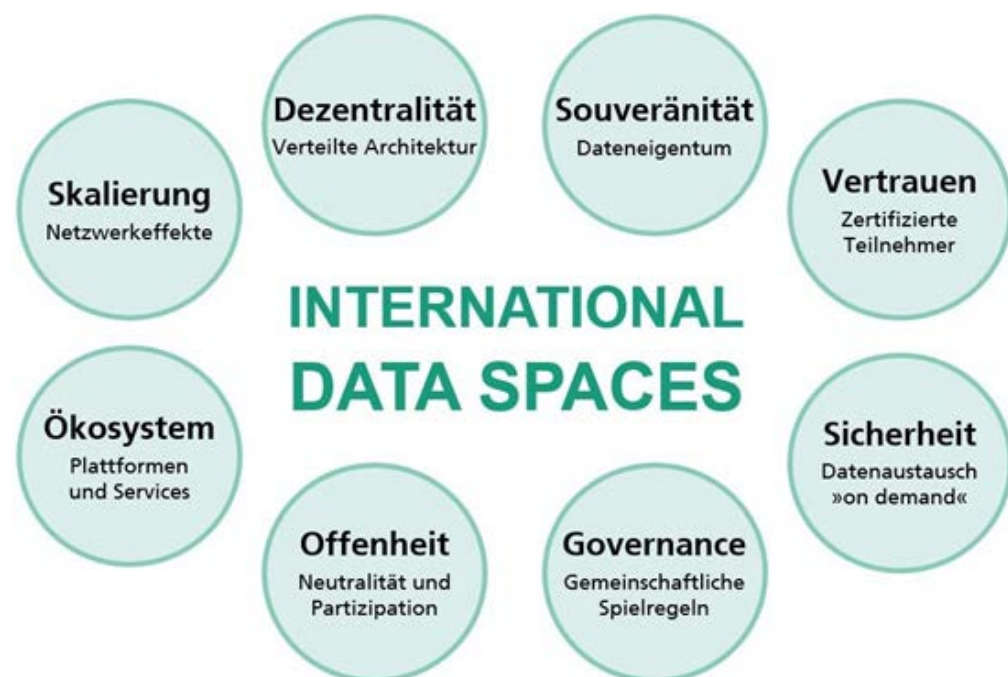 Dezentralität
Verteilte Architektur
Souveränität
Dateneigentum
Skalierung
Netzwerkeffekte
Vertrauen
Zertifizierte
Teilnehmer
INTERNATIONAL
DATA SPACES
Ökosystem
Plattformen
und Services
Sicherheit
Datenaustausch
»on demand«
Offenheit
Neutralität und
Partizipation
Governance
Gemeinschaftliche
Spielregeln